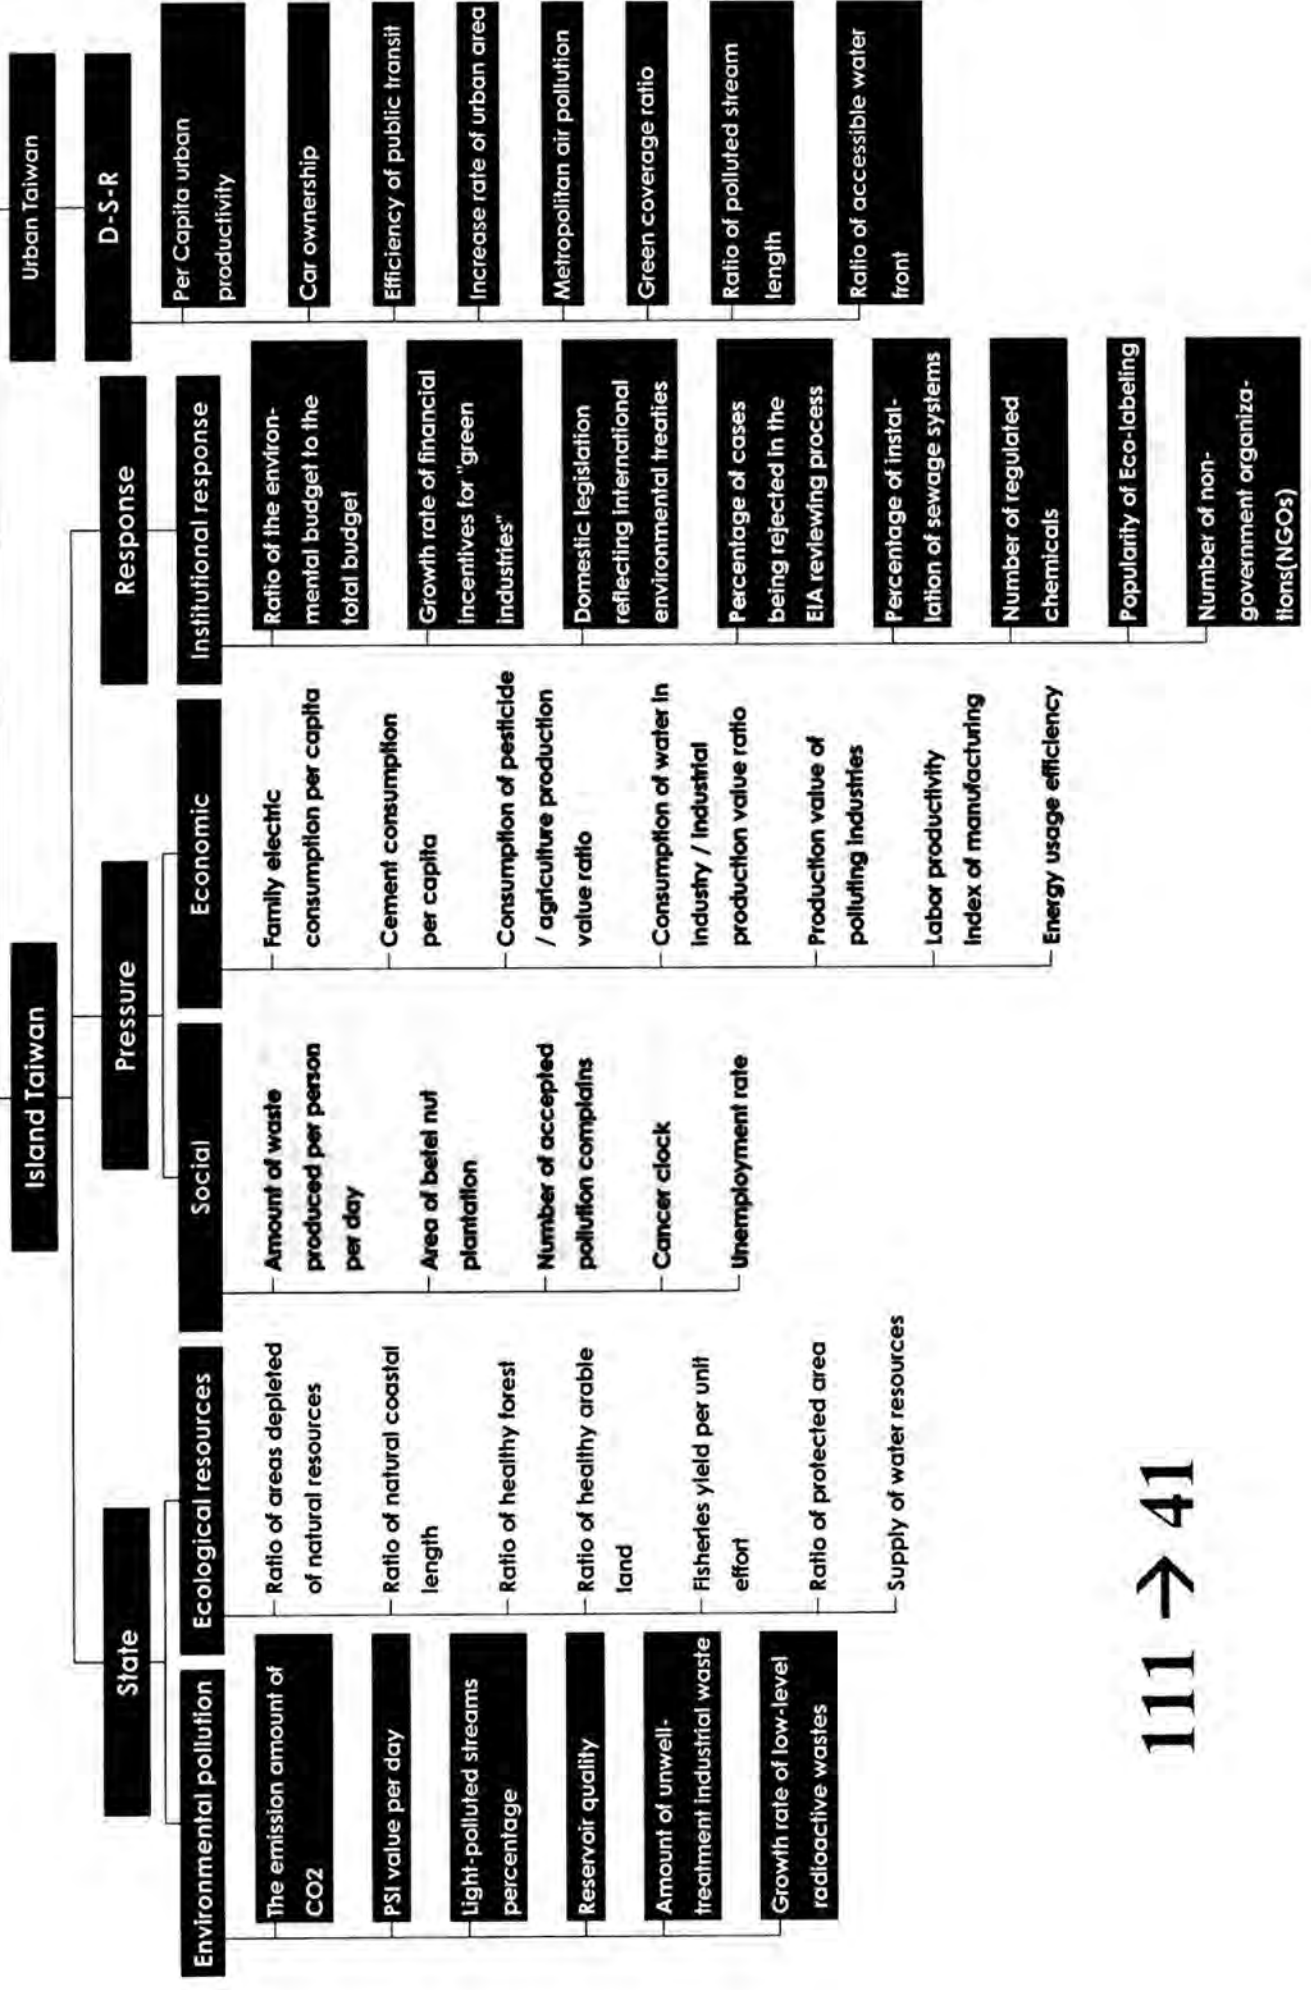 Island Taiwan
Urban Taiwan
State
Pressure
Response
D-S-R
Environmental pollution
The emission amount of
CO2
PSI value per day
Light-polluted streams
percentage
Reservoir quality
Amount of unwell-
treatment industrial waste
Growth rate of low-level
radioactive wastes
Ecological resources
Ratio of areas depleted
of natural resources
Ratio of natural coastal
length
Ratio of healthy forest
Ratio of healthy arable
land
Fisheries yield per unit
effort
Ratio of protected area
Supply of water resources
Social
Amount of waste
produced per person
per day
Area of betel nut
plantation
Number of accepted
pollution complains
Cancer clock
Unemployment rate
Economic
Family electric
consumption per capita
Cement consumption
per capita
Consumption of pesticide
/ agriculture production
value ratio
Consumption of water in
industry / industrial
production value ratio
Production value of
polluting industries
Labor productivity
index of manufacturing
Energy usage efficiency
Institutional response
Ratio of the environ-
mental budget to the
total budget
Growth rate of financial
incentives for "green
industries"
Domestic legislation
reflecting international
environmental treaties
Percentage of cases
being rejected in the
EIA reviewing process
Percentage of instal-
lation of sewage systems
Number of regulated
chemicals
Popularity of Eco-labeling
Number of non-
government organiza-
tions(NGOs)
Per Capita urban
productivity
Car ownership
Efficiency of public transit
Increase rate of urban area
Metropolitan air pollution
Green coverage ratio
Ratio of polluted stream
length
Ratio of accessible water
front
111 → 41